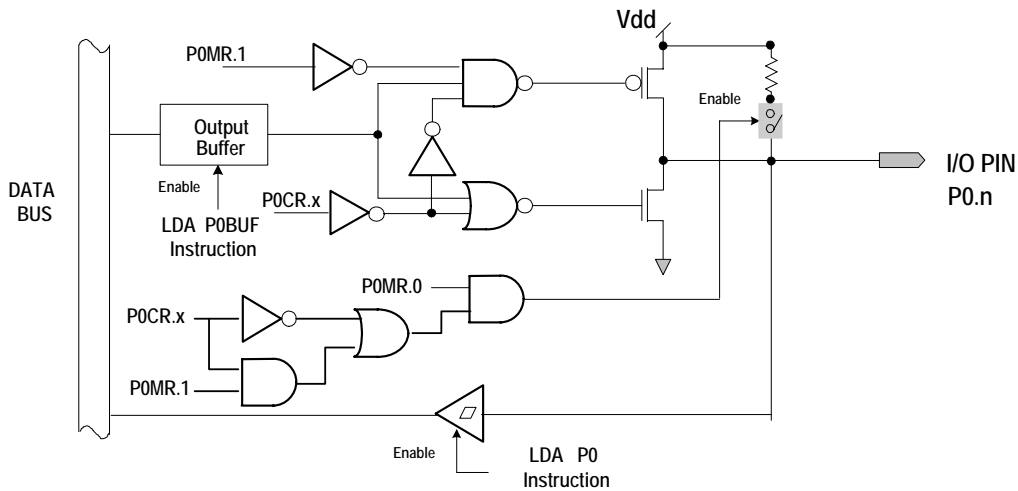 Vdd
P0MR.1
Enable
Output
Buffer
I/O PIN
P0.n
DATA
BUS
Enable
P0CR.x
LDA P0BUF
Instruction
P0MR.0
P0CR.x
P0MR.1
Enable
LDA P0
Instruction